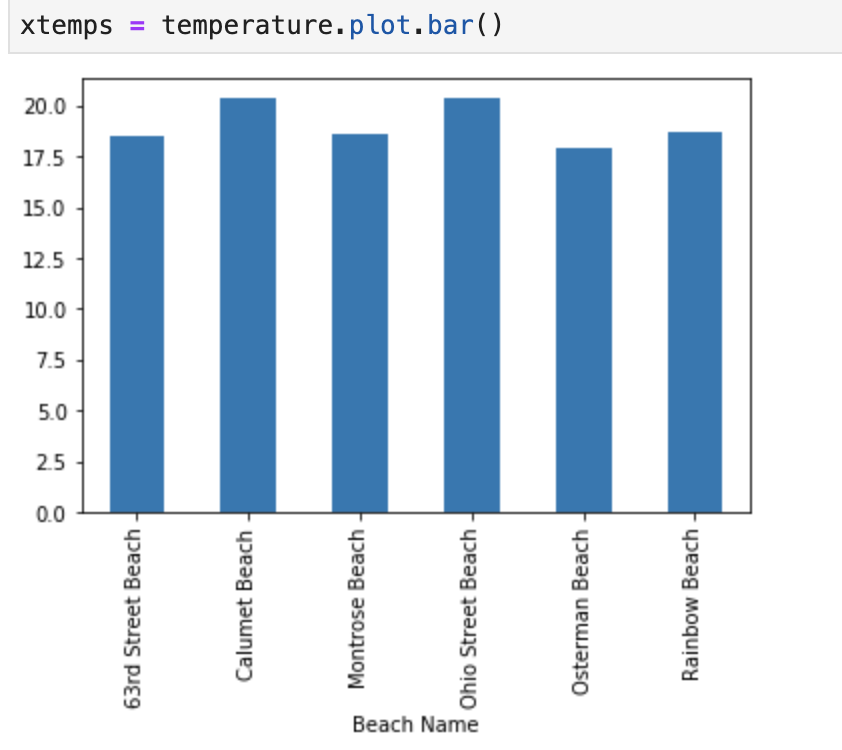 xtemps = temperature.plot.bar()
20.0
17.5
15.0
12.5
10.0
7.5
5.0
2.5
0.0
63rd Street Beach
Calumet Beach
Montrose Beach
Ohio Street Beach
Osterman Beach
Rainbow Beach
Beach Name